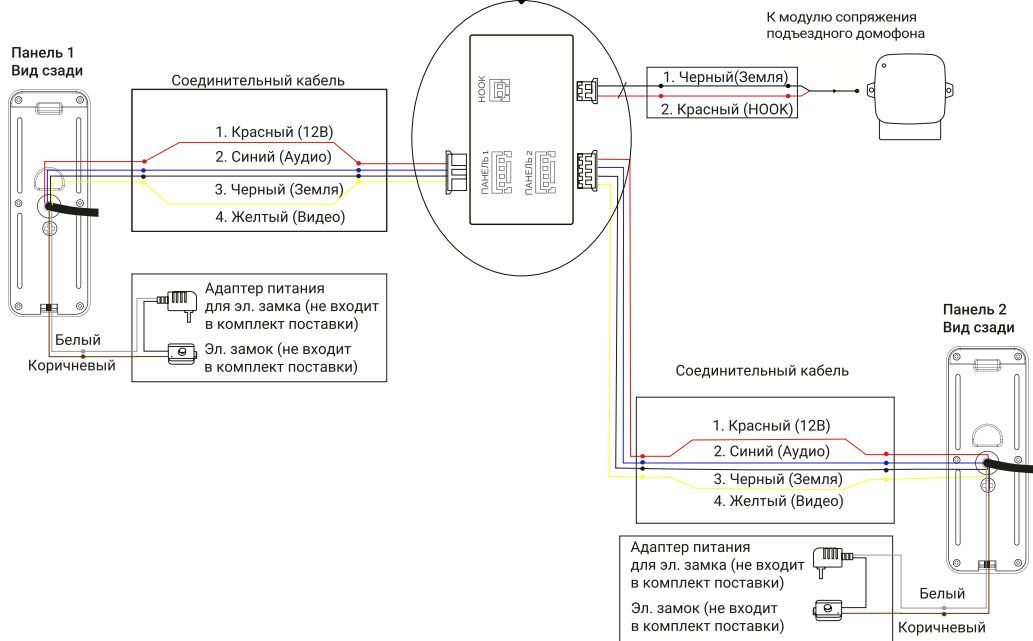 К модулю сопряжения
подъездного домофона
Панель 1
Вид сзади
Соединительный кабель
1. Красный (12В)
2. Синий (Аудио)
3. Черный (Земля)
4. Желтый (Видео)
HOOK
ПАНЕЛЬ 1
ПАНЕЛЬ 2
1. Черный(Земля)
2. Красный (HOOK)
Адаптер питания
для эл. замка (не входит
в комплект поставки)
Эл. замок (не входит
в комплект поставки)
Белый
Коричневый
Панель 2
Вид сзади
Соединительный кабель
1. Красный (12В)
2. Синий (Аудио)
3. Черный (Земля)
4. Желтый (Видео)
Адаптер питания
для эл. замка (не входит
в комплект поставки)
Эл. замок (не входит
в комплект поставки)
Белый
Коричневый